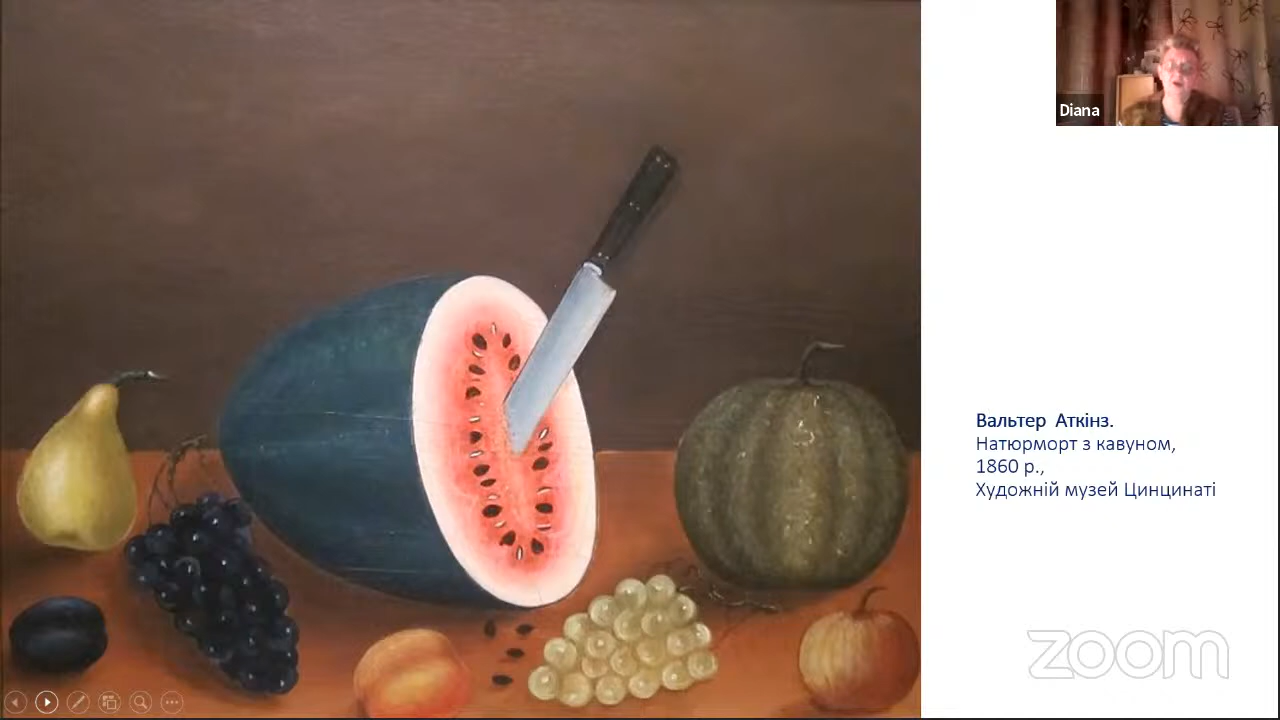 Diana
Вальтер Аткінз.
Натюрморт з кавуном,
1860 р.,
Художній музей Цинцинаті
zoom